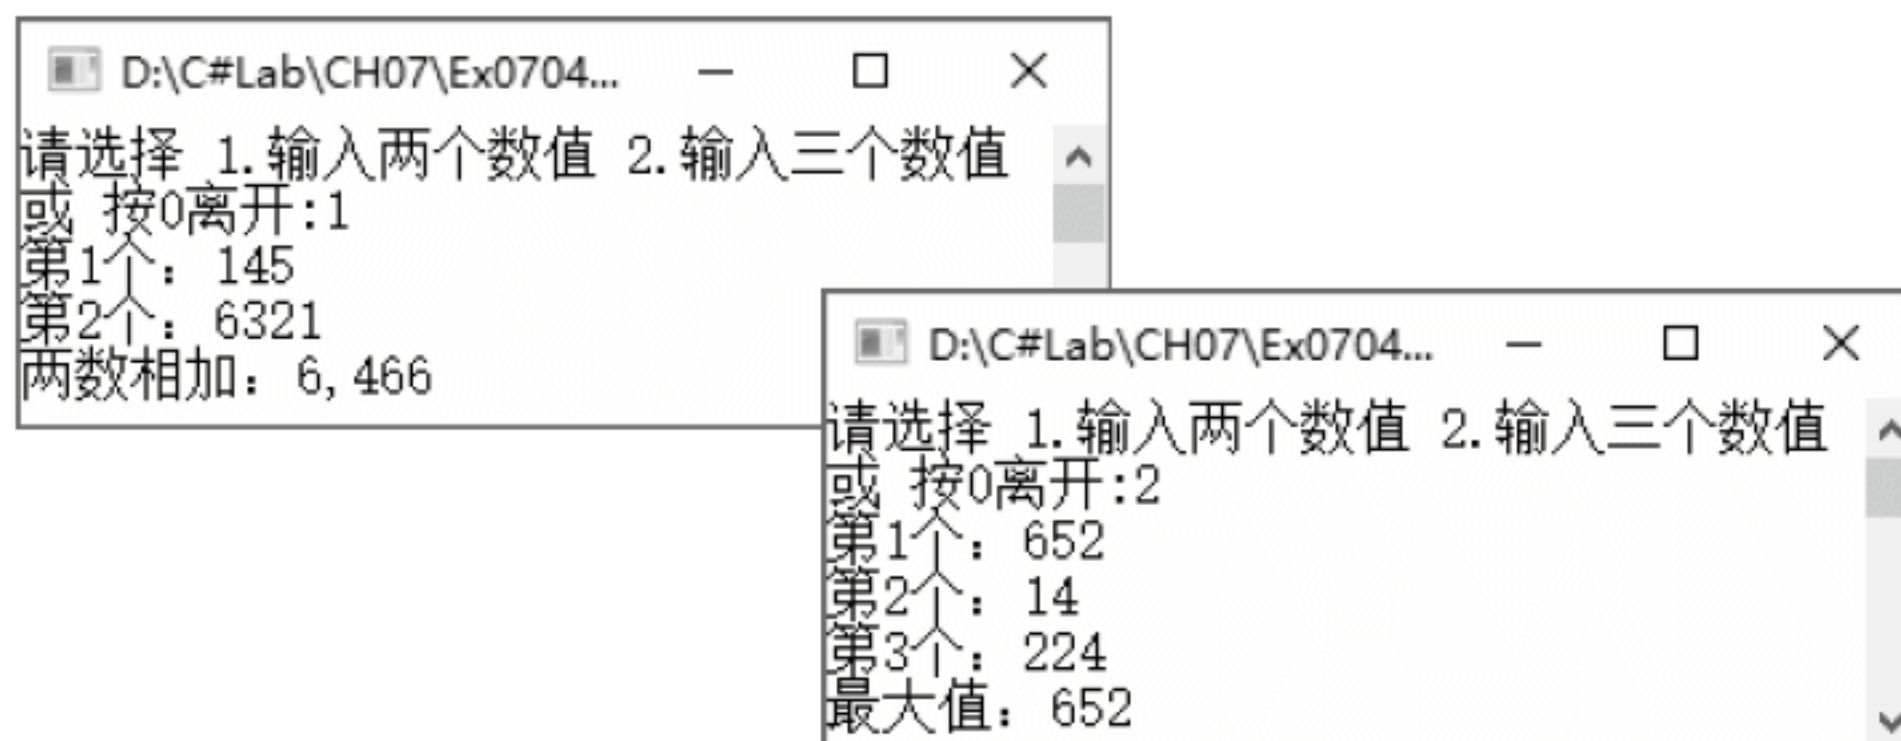 D:\C#Lab\CH07\Ex0704...
请选择 1.输入两个数值 2.输入三个数值
或 按0离开:1
第1个：145
第2个：6321
两数相加：6,466
D:\C#Lab\CH07\Ex0704...
请选择 1.输入两个数值 2.输入三个数值
或 按0离开:2
第1个：652
第2个：14
第3个：224
最大值：652